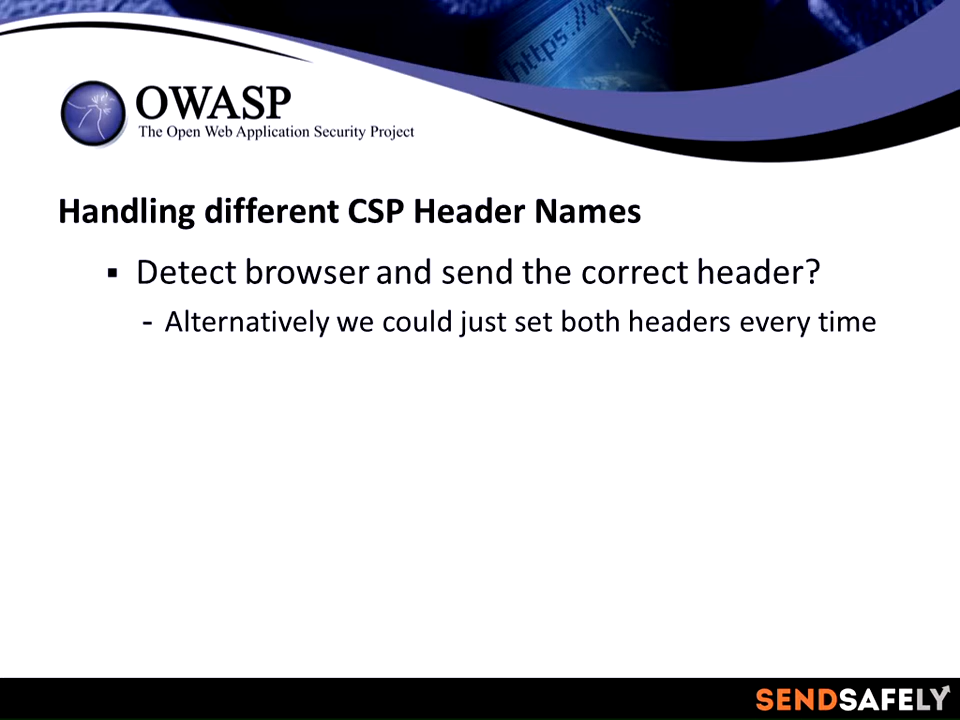 https://w
OWASP
The Open Web Application Security Project
Handling different CSP Header Names
▪ Detect browser and send the correct header?
- Alternatively we could just set both headers every time
SENDSAFELY